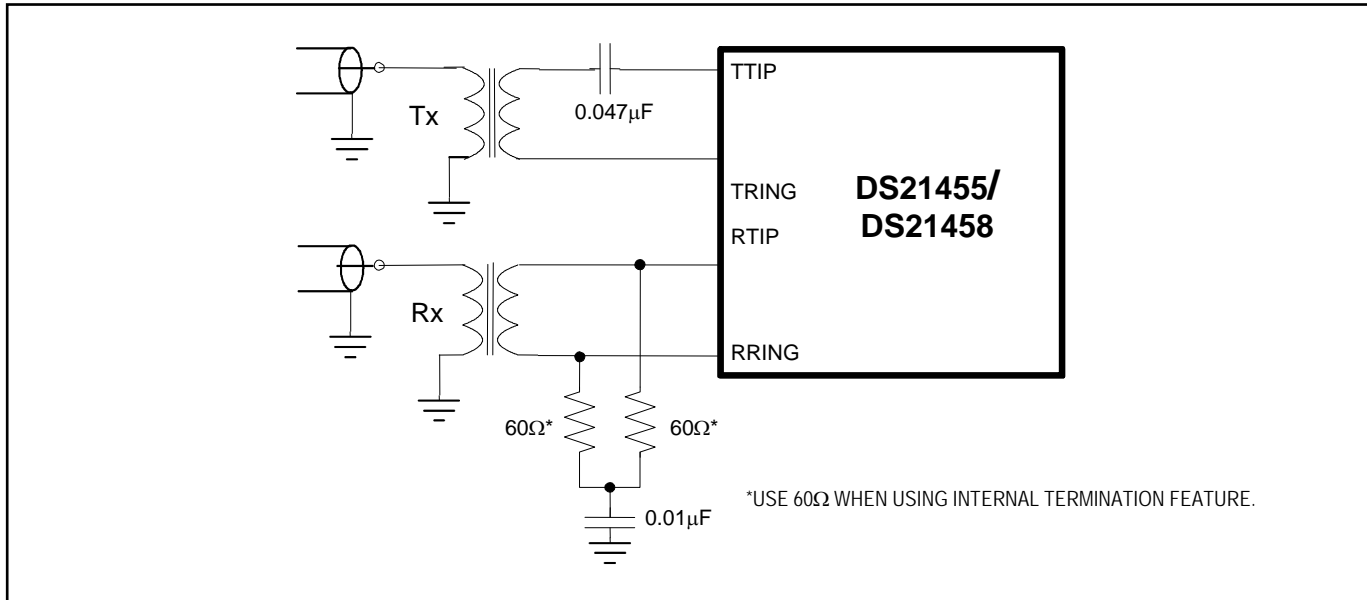 TTIP
0.047μF
Tx
TRING
DS21455/
DS21458
RTIP
Rx
RRING
60Ω*
60Ω*
*USE 60Ω WHEN USING INTERNAL TERMINATION FEATURE.
0.01μF